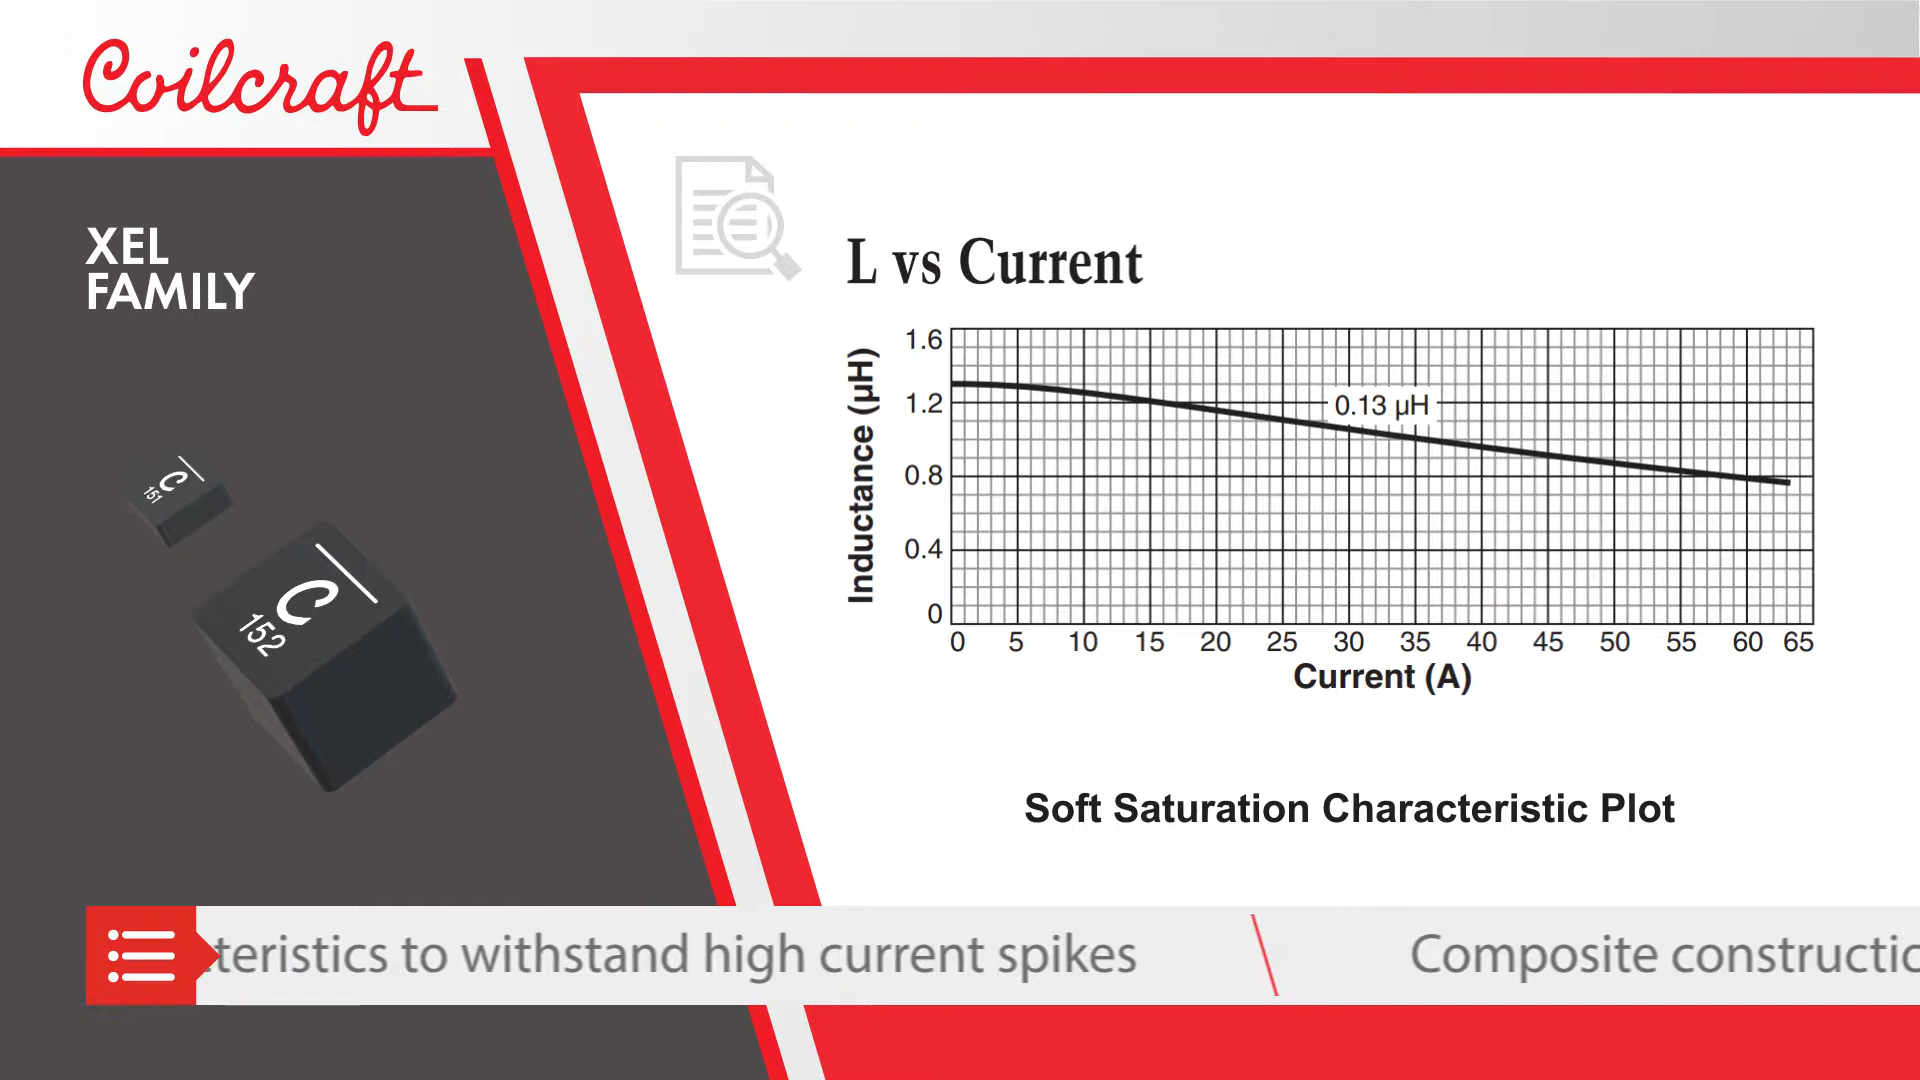 Coilcraft
XEL
FAMILY
C
151
C
152
L vs Current
Inductance (µH)
1.6
1.2
0.8
0.4
0
0.13 µH
0 5 10 15 20 25 30 35 40 45 50 55 60 65
Current (A)
Soft Saturation Characteristic Plot
teristics to withstand high current spikes
Composite constructio